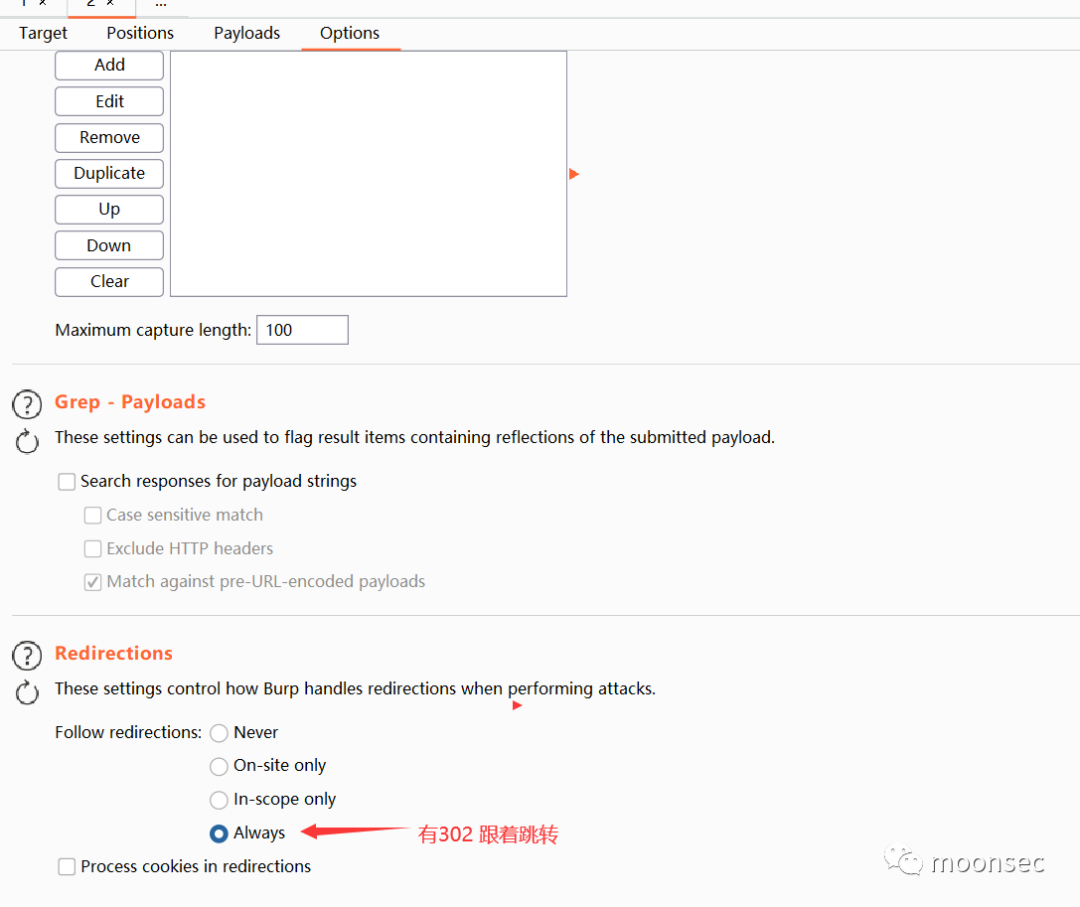 1 × 2 × ...
Target Positions Payloads Options
Add
Edit
Remove
Duplicate
Up
Down
Clear
Maximum capture length: 100
Grep - Payloads
These settings can be used to flag result items containing reflections of the submitted payload.
Search responses for payload strings
Case sensitive match
Exclude HTTP headers
Match against pre-URL-encoded payloads
Redirections
These settings control how Burp handles redirections when performing attacks.
Follow redirections: Never
On-site only
In-scope only
Always 有302 跟着跳转
Process cookies in redirections
moonsec